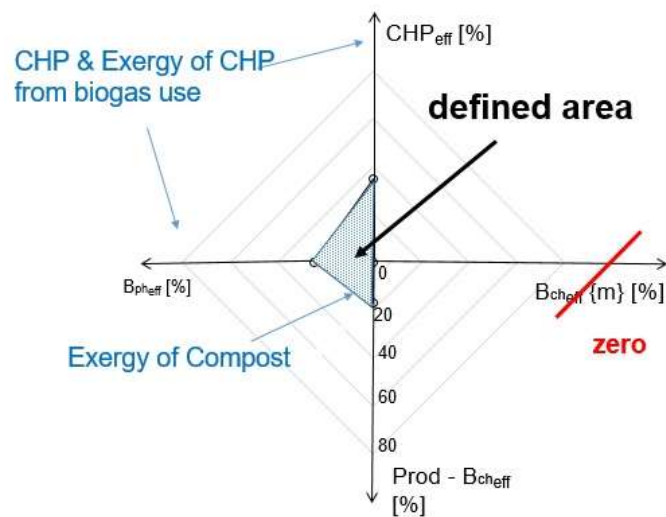 CHPeff [%]
CHP & Exergy of CHP
from biogas use
defined area
Bpheff [%]
0
Bcheff {m} [%]
20
zero
Exergy of Compost
40
60
80
Prod - Bcheff
[%]